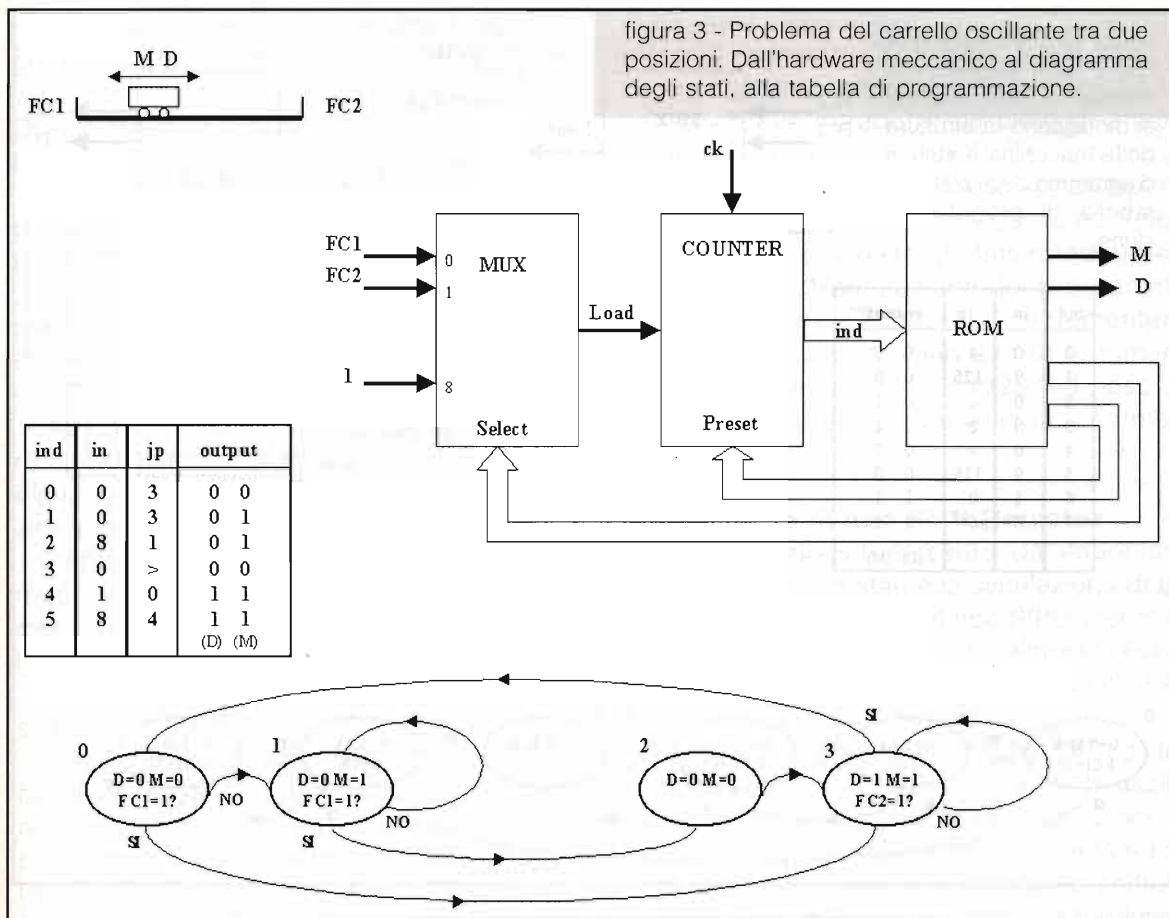 figura 3 - Problema del carrello oscillante tra due
posizioni. Dall'hardware meccanico al diagramma
degli stati, alla tabella di programmazione.
M D
FC1 FC2
ck
FC1 0
FC2 1
1 8
MUX
Select
Load
COUNTER
Preset
ind
ROM
M
D
ind in jp output
0 0 3 0 0
1 0 3 0 1
2 8 1 0 1
3 0 > 0 0
4 1 0 1 1
5 8 4 1 1
(D) (M)
0
D=0 M=0
FC1=1?
NO
SI
1
D=0 M=1
FC1=1?
NO
SI
2
D=0 M=0
3
SI
D=1 M=1
FC2=1?
NO